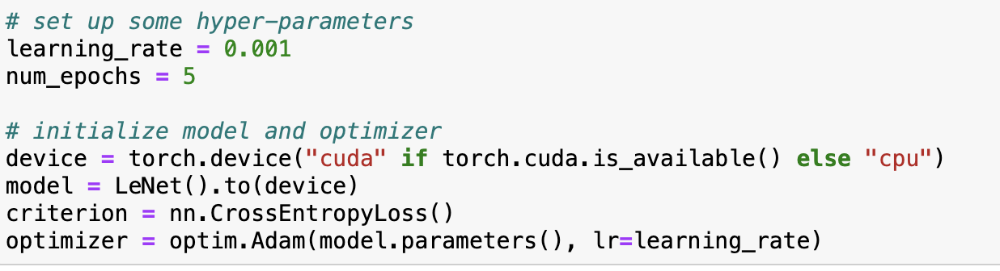 # set up some hyper-parameters
learning_rate = 0.001
num_epochs = 5
# initialize model and optimizer
device = torch.device("cuda" if torch.cuda.is_available() else "cpu")
model = LeNet().to(device)
criterion = nn.CrossEntropyLoss()
optimizer = optim.Adam(model.parameters(), lr=learning_rate)